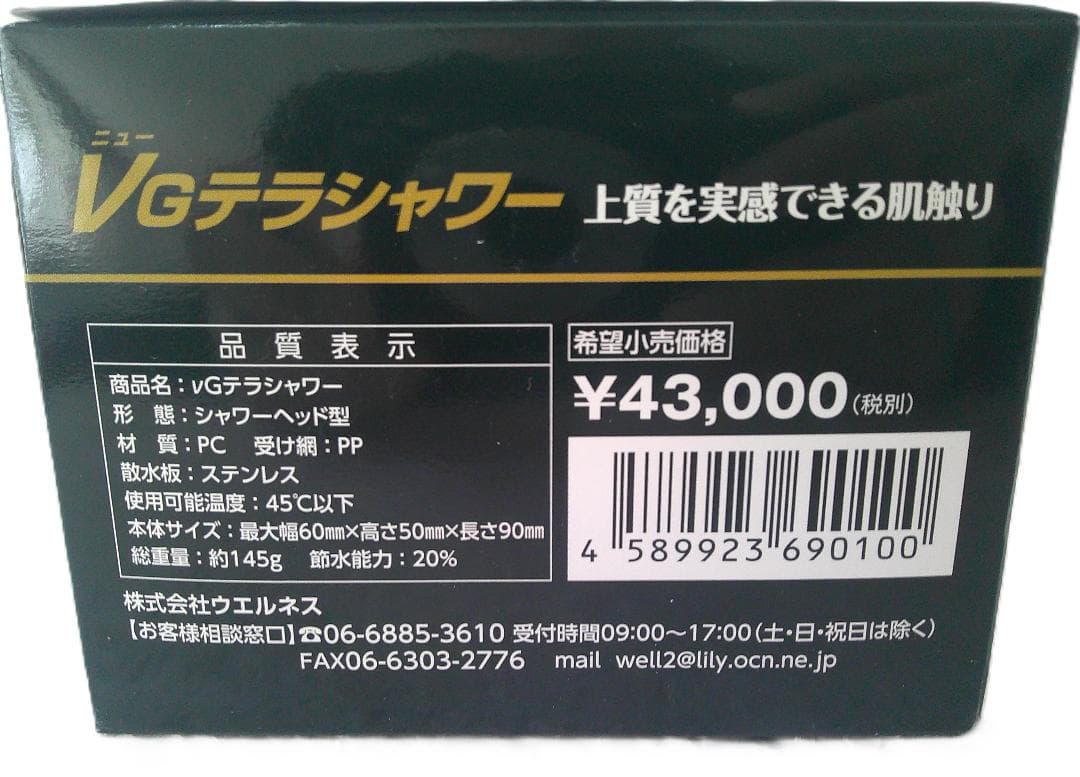 ニュー
νGテラシャワー 上質を実感できる肌触り
品質表示
商品名：νGテラシャワー
形　態：シャワーヘッド型
材　質：PC　受け網：PP
散水板：ステンレス
使用可能温度：45℃以下
本体サイズ：最大幅60㎜×高さ50㎜×長さ90㎜
総重量：約145g　節水能力：20%
希望小売価格
¥43,000（税別）
4 589923 690100
株式会社ウエルネス
【お客様相談窓口】☎06-6885-3610 受付時間09:00〜17:00（土・日・祝日は除く）
FAX06-6303-2776　mail well2@lily.ocn.ne.jp